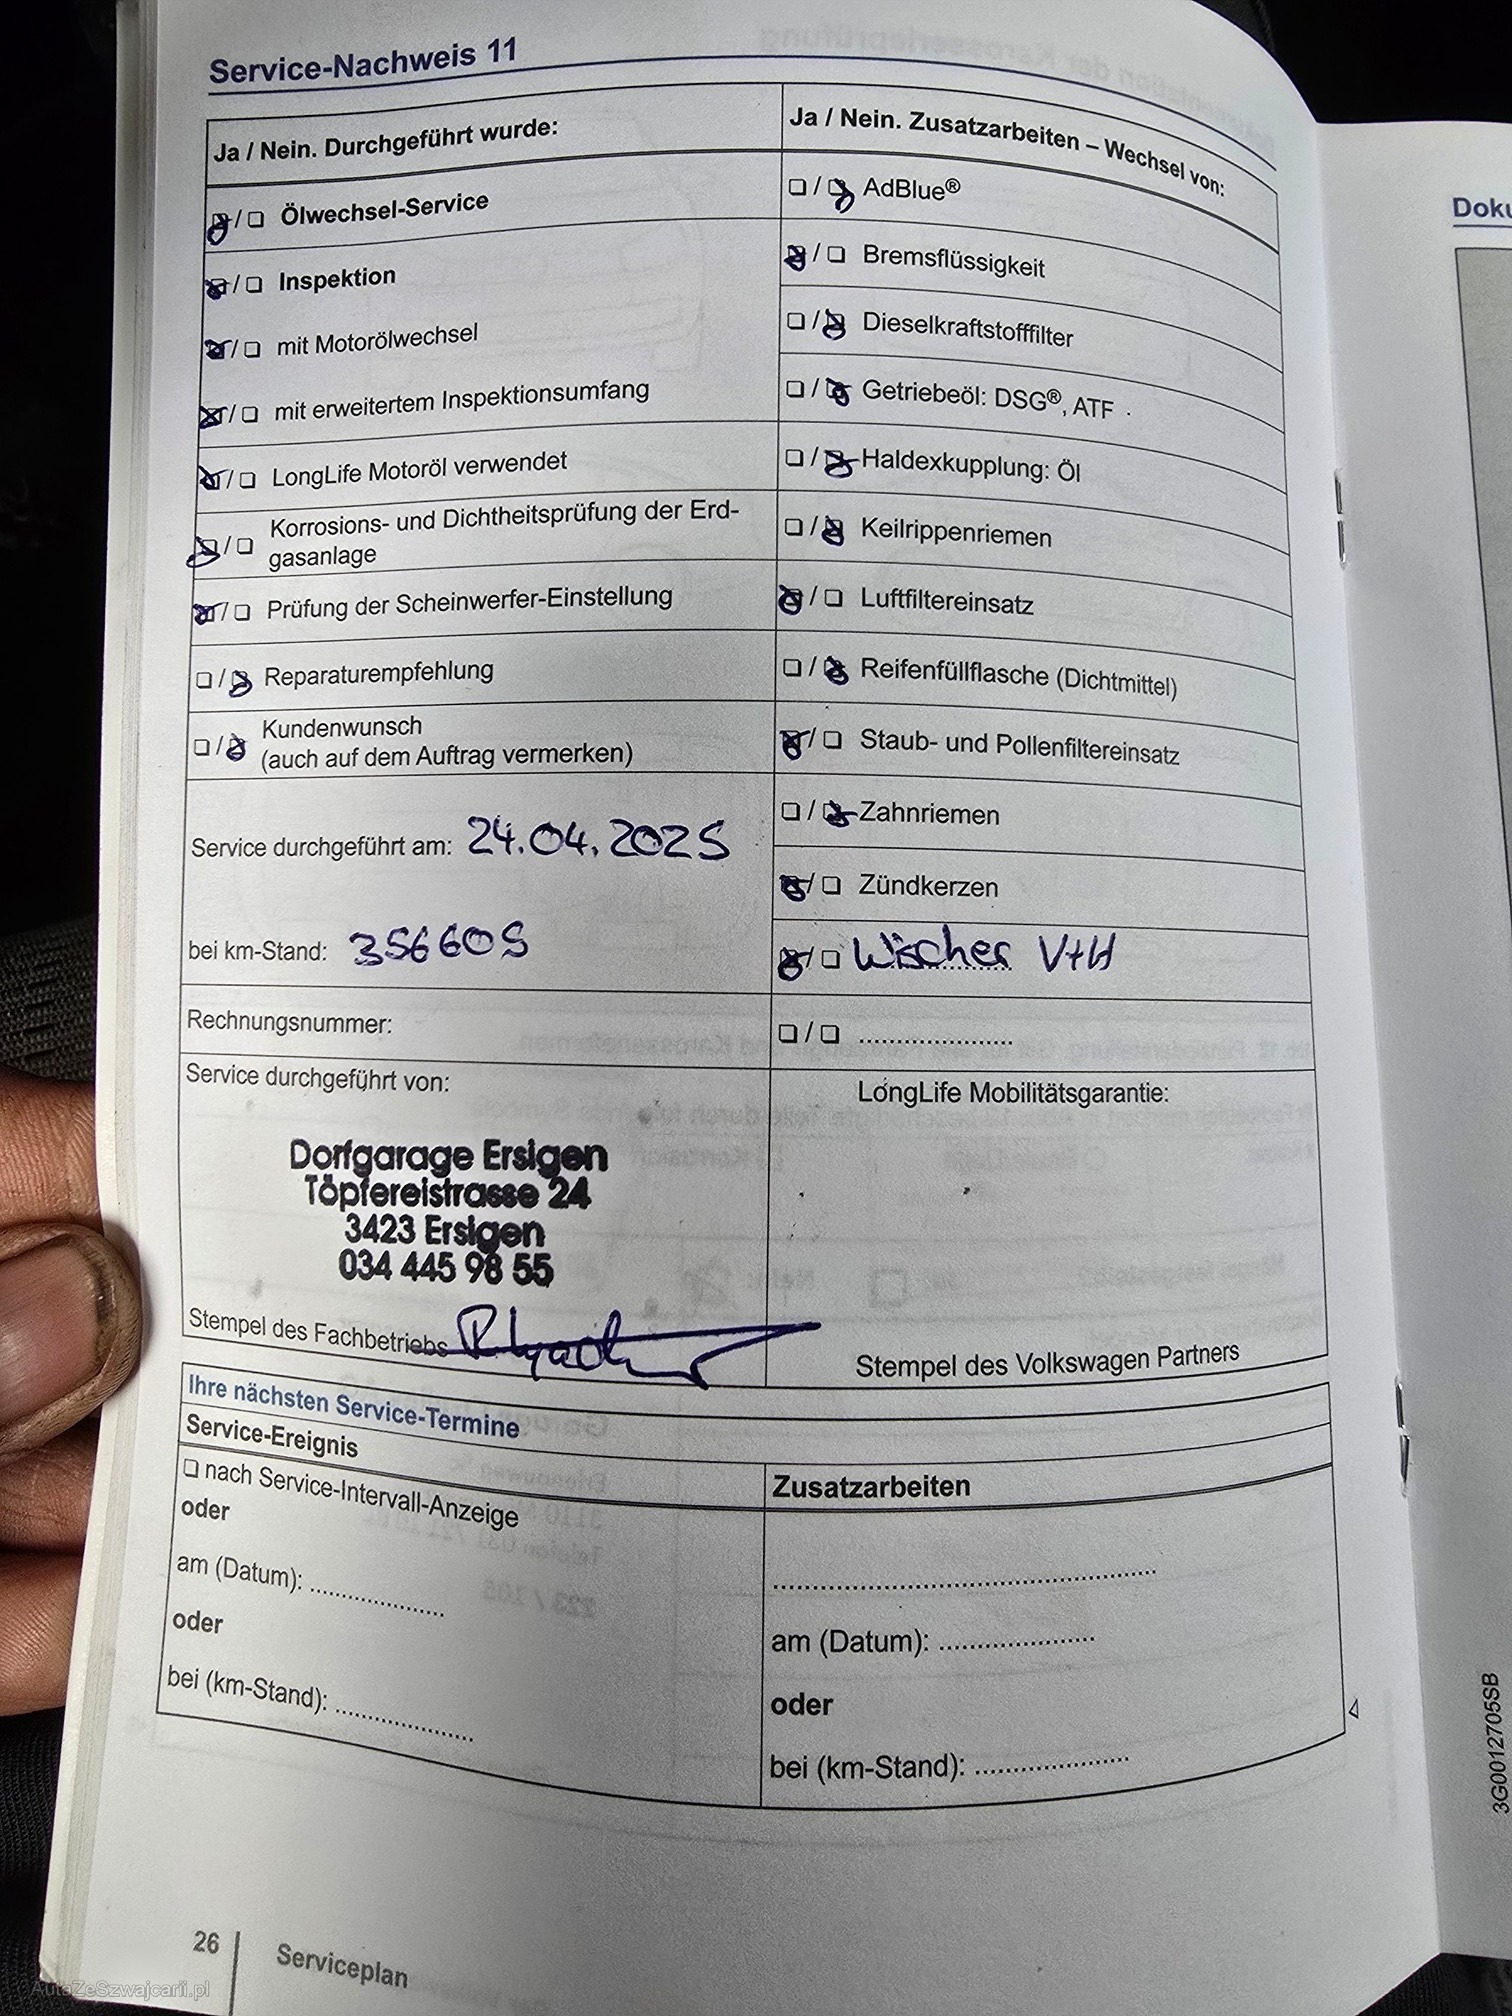 Service-Nachweis 11
Ja / Nein. Durchgeführt wurde:
❏ / ❏ Ölwechsel-Service
❏ / ❏ Inspektion
❏ / ❏ mit Motorölwechsel
❏ / ❏ mit erweitertem Inspektionsumfang
❏ / ❏ LongLife Motoröl verwendet
❏ / ❏ Korrosions- und Dichtheitsprüfung der Erd-
gasanlage
❏ / ❏ Prüfung der Scheinwerfer-Einstellung
❏ / ❏ Reparaturempfehlung
❏ / ❏ Kundenwunsch
(auch auf dem Auftrag vermerken)
Service durchgeführt am: 24.04.2025
bei km-Stand: 356605
Rechnungsnummer:
Service durchgeführt von:
Dorfgarage Ersigen
Töpfereistrasse 24
3423 Ersigen
034 445 98 55
Stempel des Fachbetriebs
Ja / Nein. Zusatzarbeiten – Wechsel von:
❏ / ❏ AdBlue®
❏ / ❏ Bremsflüssigkeit
❏ / ❏ Dieselkraftstofffilter
❏ / ❏ Getriebeöl: DSG®, ATF
❏ / ❏ Haldexkupplung: Öl
❏ / ❏ Keilrippenriemen
❏ / ❏ Luftfiltereinsatz
❏ / ❏ Reifenfüllflasche (Dichtmittel)
❏ / ❏ Staub- und Pollenfiltereinsatz
❏ / ❏ Zahnriemen
❏ / ❏ Zündkerzen
❏ / ❏ Wischer V+H
❏ / ❏ ......................
LongLife Mobilitätsgarantie:
Stempel des Volkswagen Partners
Ihre nächsten Service-Termine
Service-Ereignis
❏ nach Service-Intervall-Anzeige
oder
am (Datum): ....................
oder
bei (km-Stand): ....................
Zusatzarbeiten
..................................................
am (Datum): ....................
oder
bei (km-Stand): ....................
26 Serviceplan
Doku
3G0012705SB
AutaZeSzwajcarii.pl